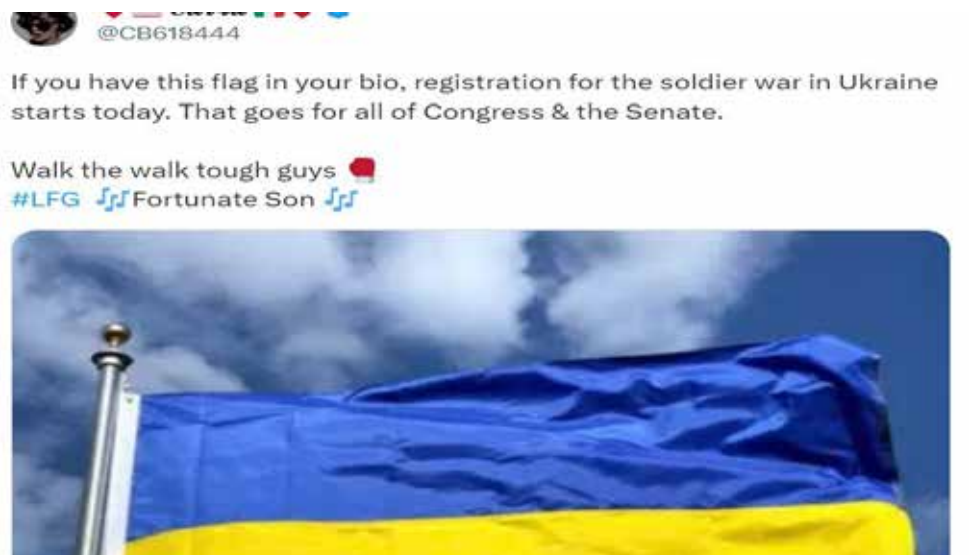 @CB618444
If you have this flag in your bio, registration for the soldier war in Ukraine
starts today. That goes for all of Congress & the Senate.
Walk the walk tough guys 🥊
#LFG 🎶Fortunate Son 🎶